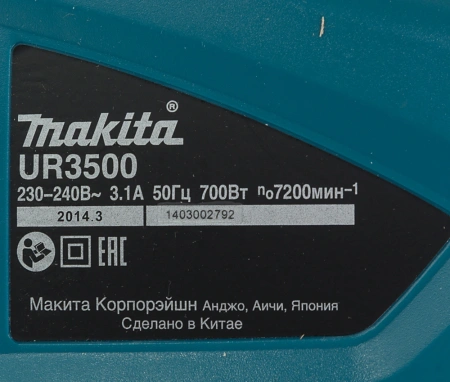 makita®
UR3500
230–240В~ 3.1А 50Гц 700Вт no7200мин-1
2014.3 1403002792
EAC
Макита Корпорэйшн Анджо, Аичи, Япония
Сделано в Китае